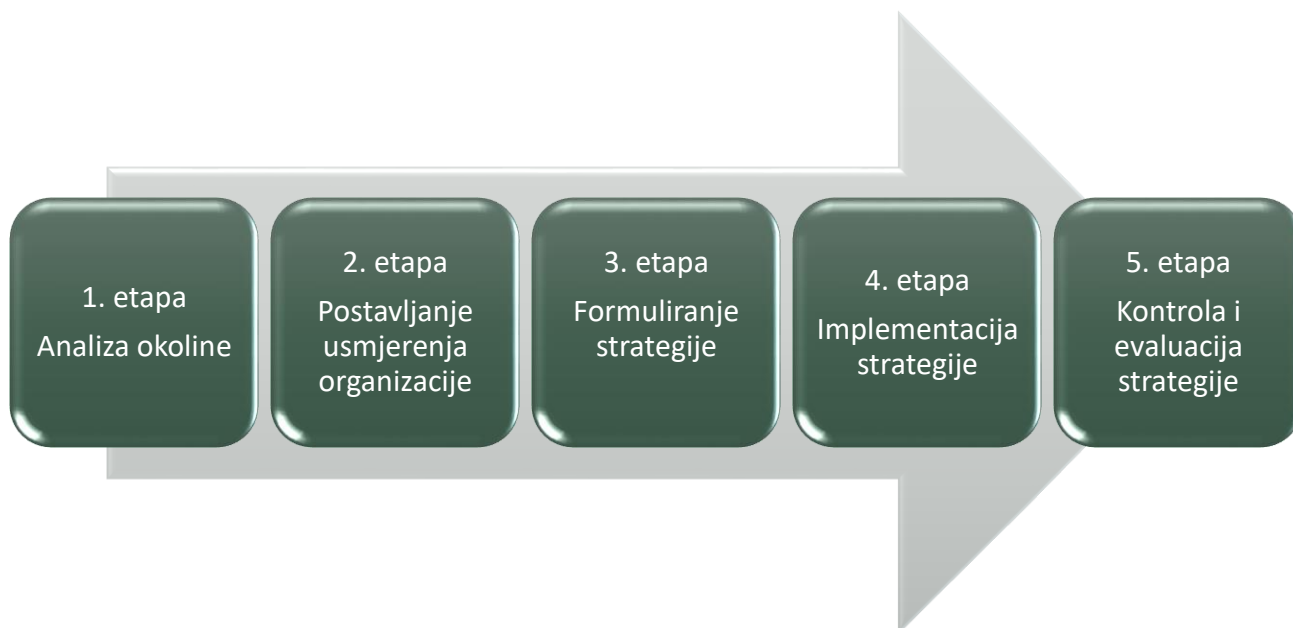 1. etapa
Analiza okoline
2. etapa
Postavljanje
usmjerenja
organizacije
3. etapa
Formuliranje
strategije
4. etapa
Implementacija
strategije
5. etapa
Kontrola i
evaluacija
strategije